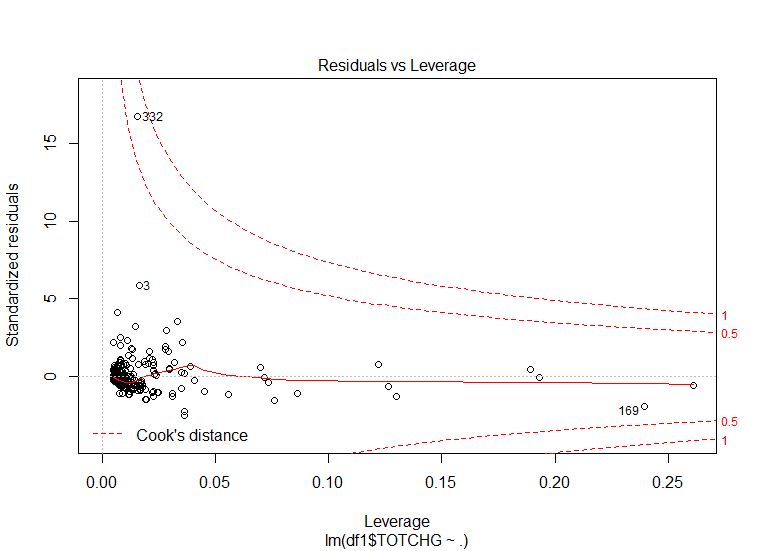 Residuals vs Leverage
Standardized residuals
15
10
5
0
332
3
169
1
0.5
0.5
1
Cook's distance
0.00 0.05 0.10 0.15 0.20 0.25
Leverage
lm(df1$TOTCHG ~ .)